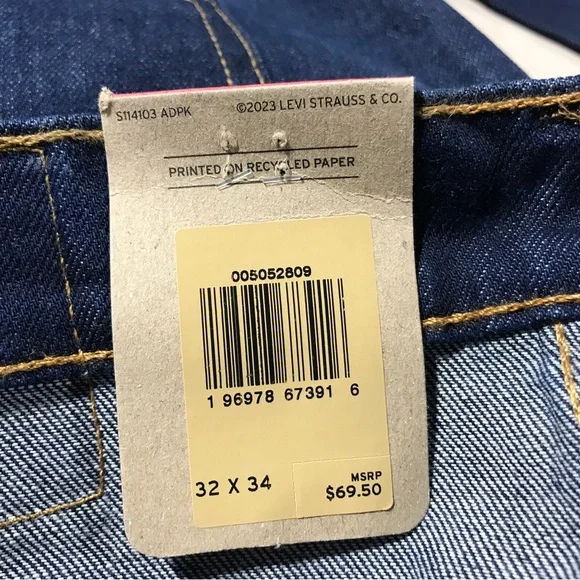 S114103 ADPK ©2023 LEVI STRAUSS & CO.
PRINTED ON RECYCLED PAPER
005052809
1 96978 67391 6
32 X 34
MSRP
$69.50